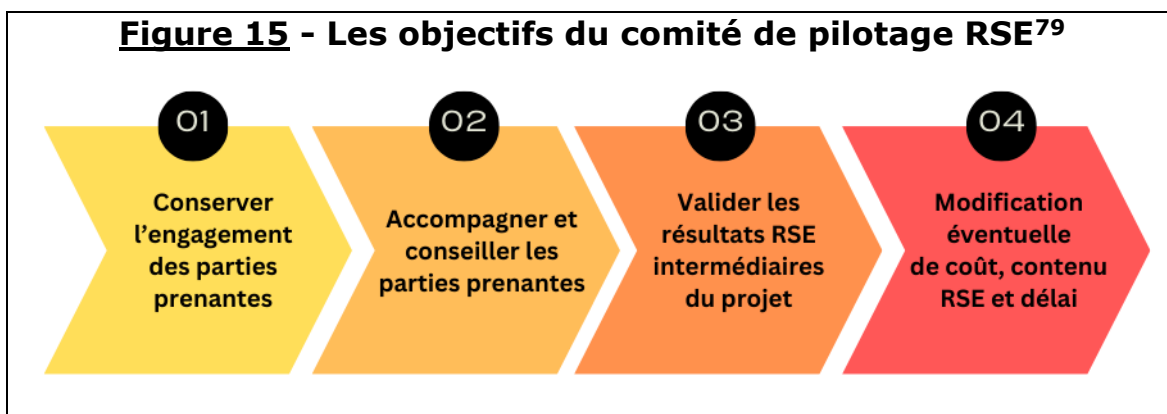 Figure 15 - Les objectifs du comité de pilotage RSE79
01
Conserver
l’engagement
des parties
prenantes
02
Accompagner et
conseiller les
parties prenantes
03
Valider les
résultats RSE
intermédiaires
du projet
04
Modification
éventuelle
de coût, contenu
RSE et délai